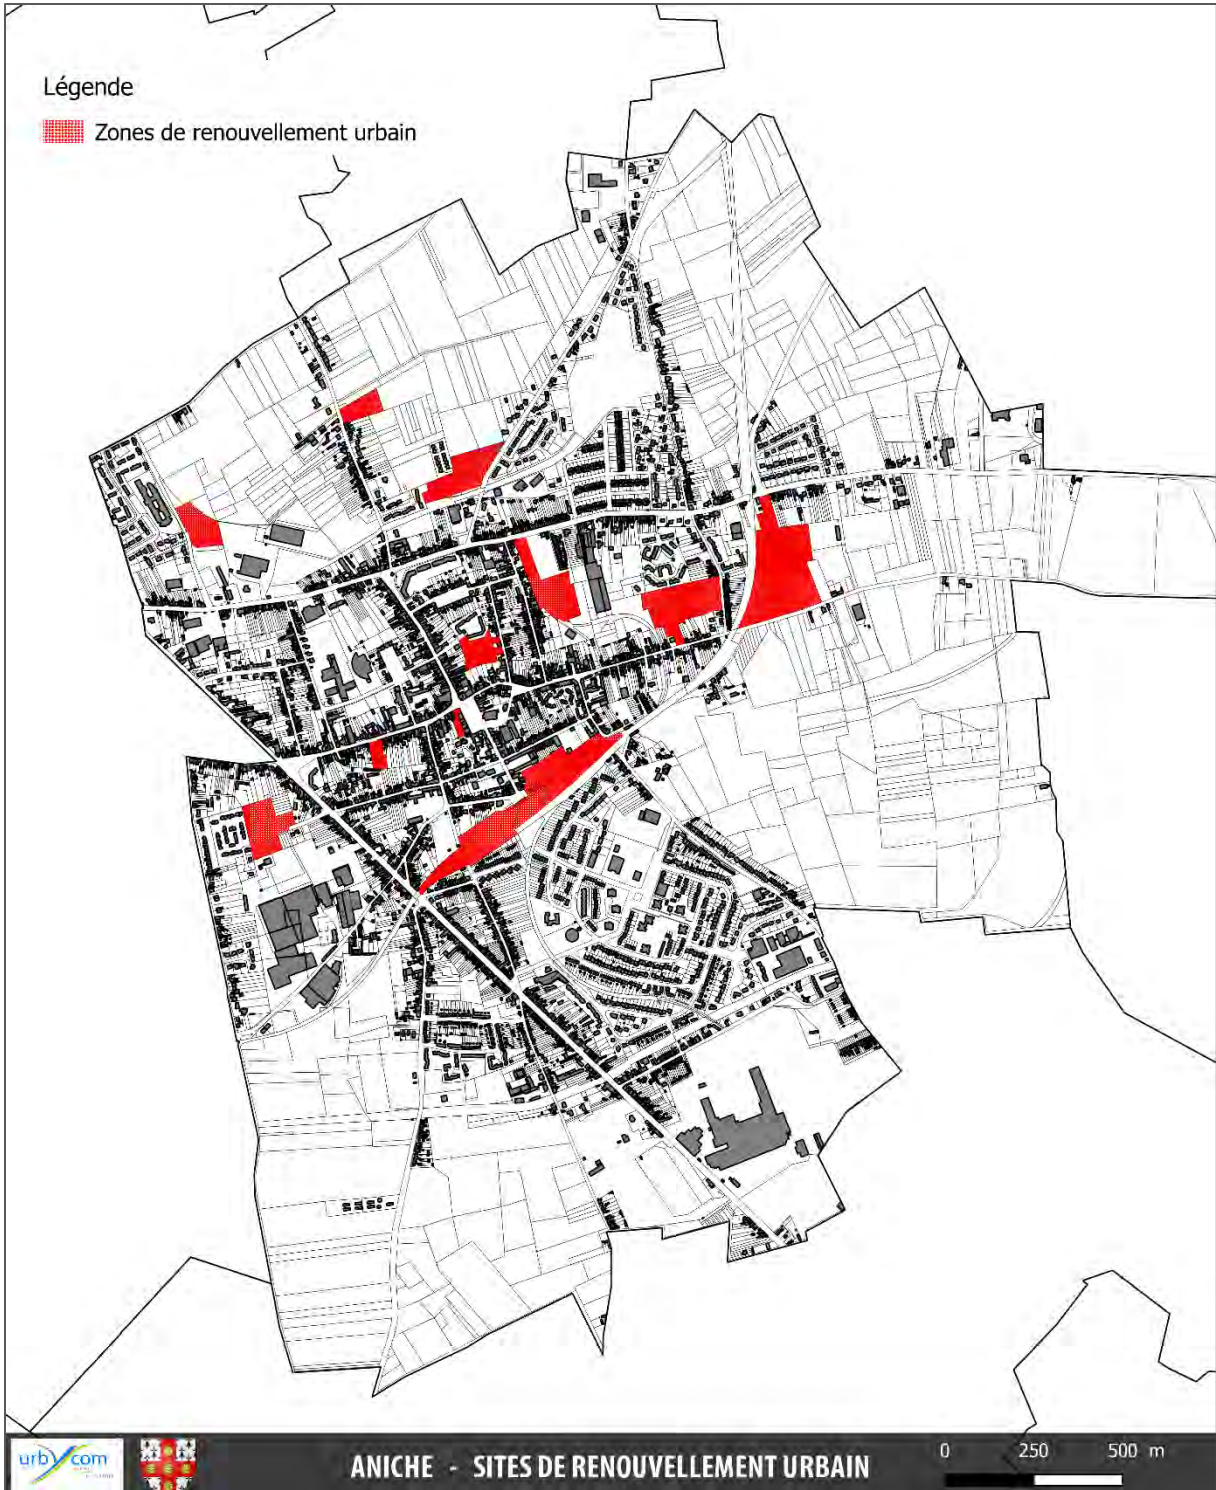 Légende
Zones de renouvellement urbain
urbycom
ANICHE - SITES DE RENOUVELLEMENT URBAIN
0 250 500 m